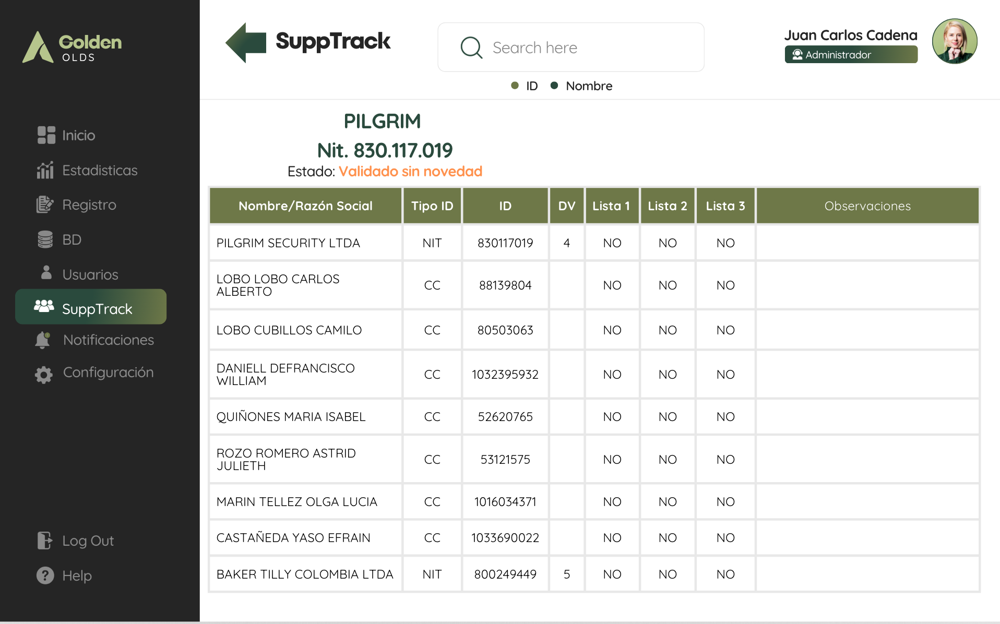 Golden
OLDS
Inicio
Estadisticas
Registro
BD
Usuarios
SuppTrack
Notificaciones
Configuración
Log Out
Help
SuppTrack
Search here
ID Nombre
Juan Carlos Cadena
Administrador
PILGRIM
Nit. 830.117.019
Estado: Validado sin novedad
Nombre/Razón Social Tipo ID ID DV Lista 1 Lista 2 Lista 3 Observaciones
PILGRIM SECURITY LTDA NIT 830117019 4 NO NO NO
LOBO LOBO CARLOS
ALBERTO CC 88139804 NO NO NO
LOBO CUBILLOS CAMILO CC 80503063 NO NO NO
DANIELL DEFRANCISCO
WILLIAM CC 1032395932 NO NO NO
QUIÑONES MARIA ISABEL CC 52620765 NO NO NO
ROZO ROMERO ASTRID
JULIETH CC 53121575 NO NO NO
MARIN TELLEZ OLGA LUCIA CC 1016034371 NO NO NO
CASTAÑEDA YASO EFRAIN CC 1033690022 NO NO NO
BAKER TILLY COLOMBIA LTDA NIT 800249449 5 NO NO NO